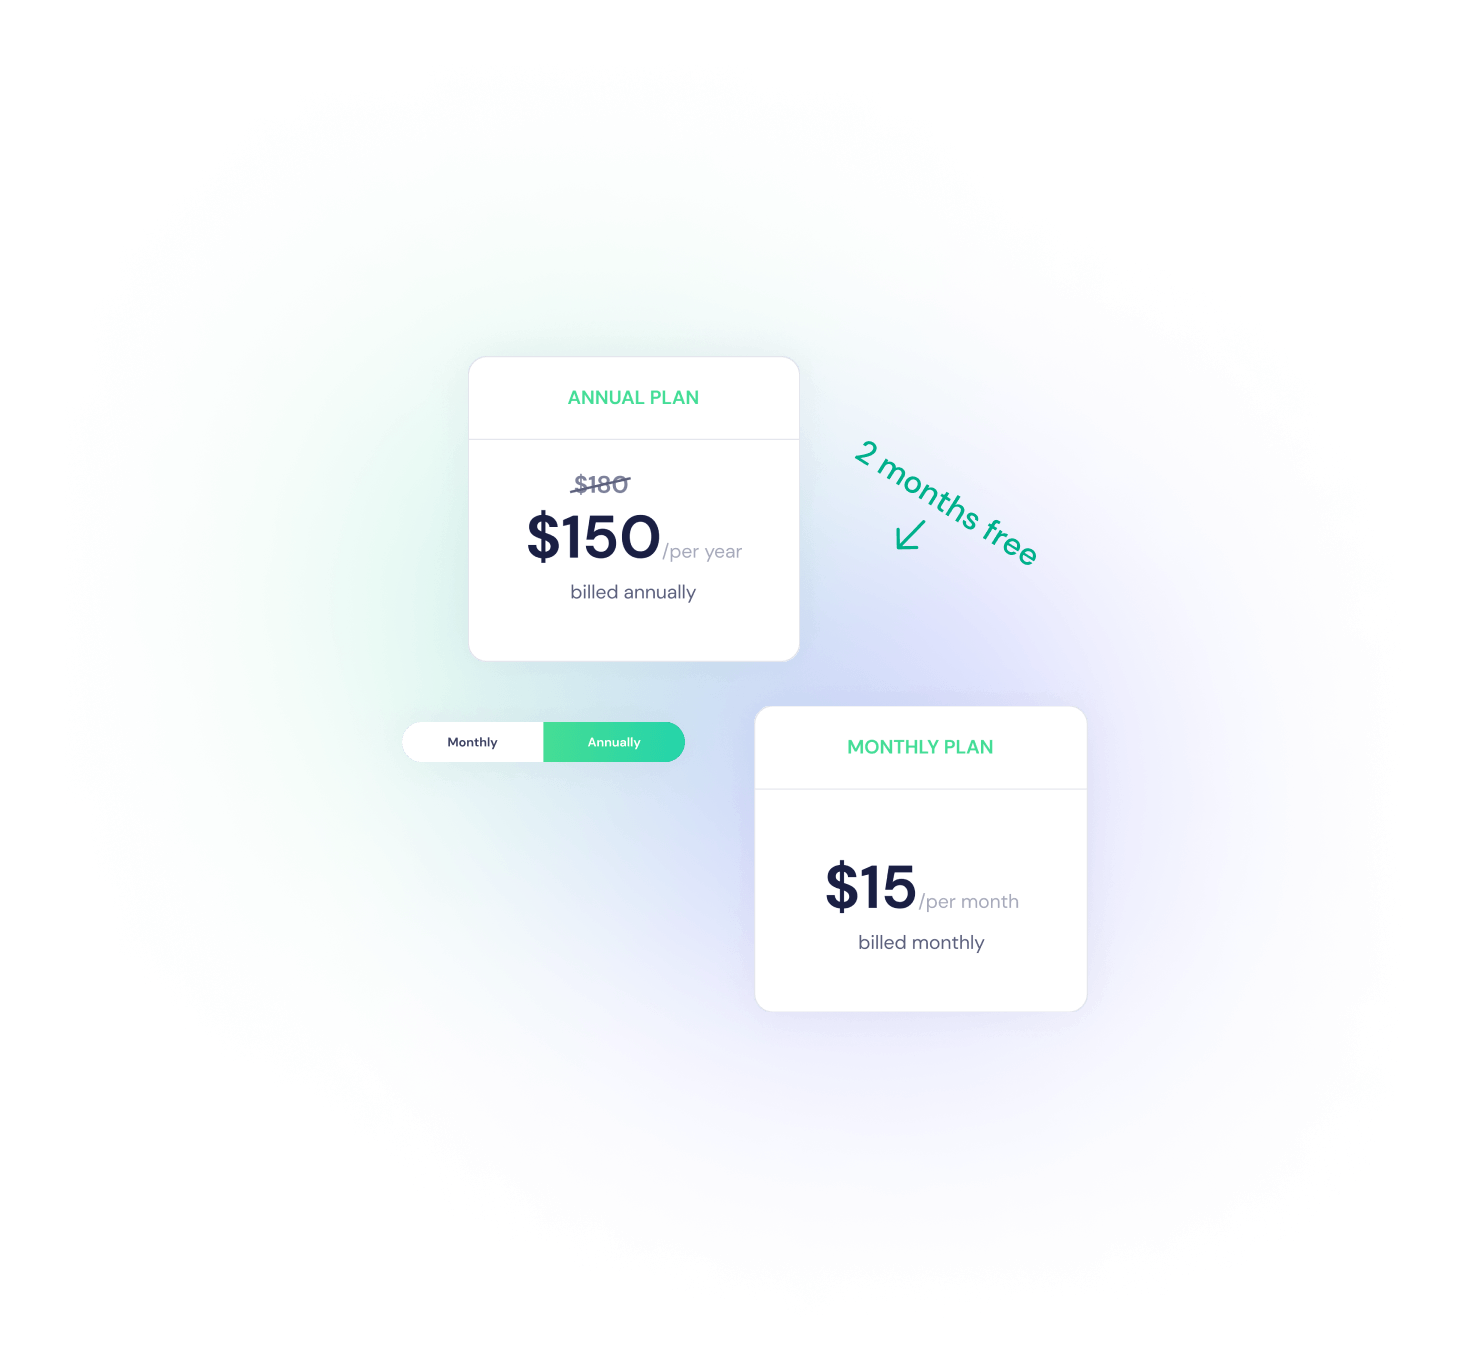 ANNUAL PLAN
$180
$150/per year
billed annually
2 months free
Monthly
Annually
MONTHLY PLAN
$15/per month
billed monthly